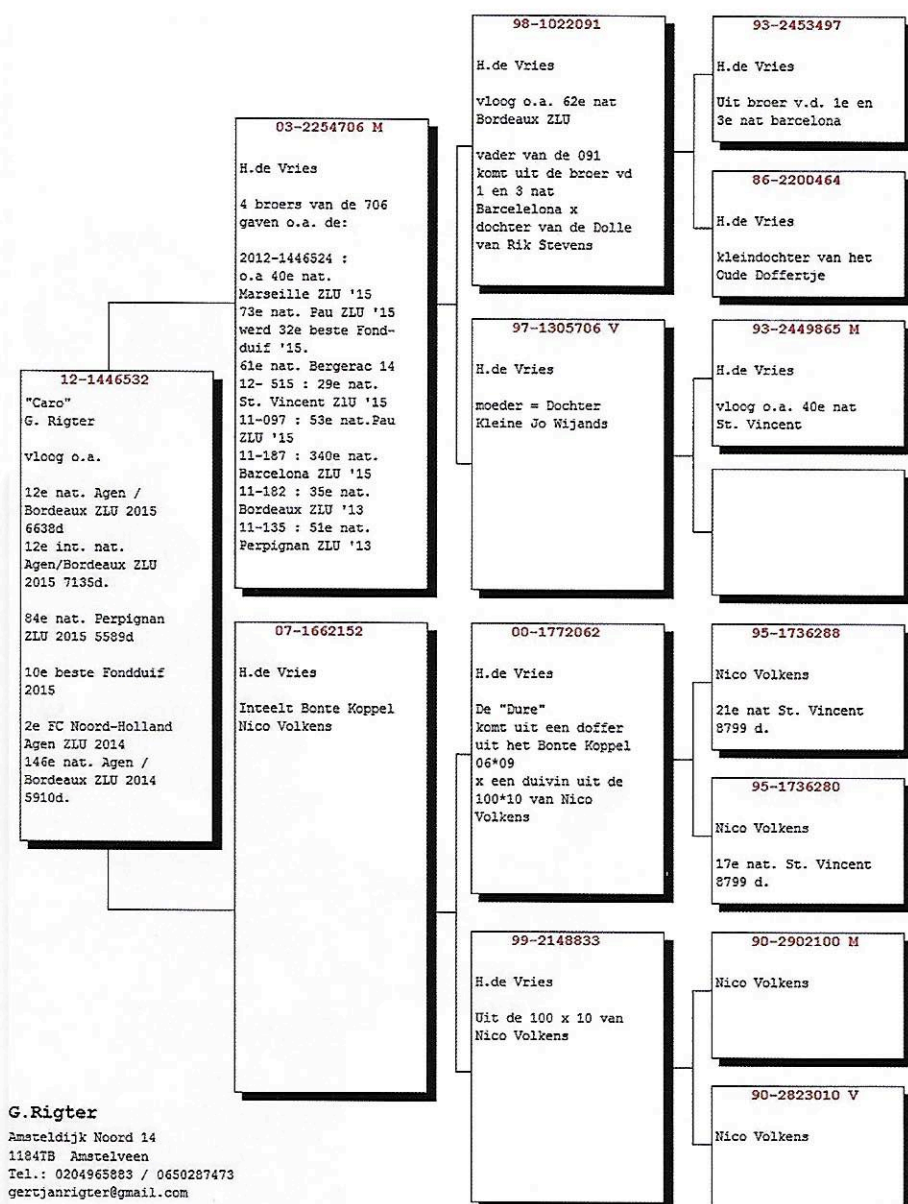 98-1022091
H.de Vries
vloog o.a. 62e nat
Bordeaux ZLU
vader van de 091
komt uit de broer vd
1 en 3 nat
Barcelelona x
dochter van de Dolle
van Rik Stevens
93-2453497
H.de Vries
Uit broer v.d. 1e en
3e nat barcelona
86-2200464
H.de Vries
kleindochter van het
Oude Doffertje
03-2254706 M
H.de Vries
4 broers van de 706
gaven o.a. de:
2012-1446524 :
o.a 40e nat.
Marseille ZLU '15
73e nat. Pau ZLU '15
werd 32e beste Fond-
duif '15.
61e nat. Bergerac 14
12- 515 : 29e nat.
St. Vincent ZlU '15
11-097 : 53e nat.Pau
ZLU '15
11-187 : 340e nat.
Barcelona ZLU '15
11-182 : 35e nat.
Bordeaux ZLU '13
11-135 : 51e nat.
Perpignan ZLU '13
97-1305706 V
H.de Vries
moeder = Dochter
Kleine Jo Wijands
93-2449865 M
H.de Vries
vloog o.a. 40e nat
St. Vincent
12-1446532
"Caro"
G. Rigter
vloog o.a.
12e nat. Agen /
Bordeaux ZLU 2015
6638d
12e int. nat.
Agen/Bordeaux ZLU
2015 7135d.
84e nat. Perpignan
ZLU 2015 5589d
10e beste Fondduif
2015
2e FC Noord-Holland
Agen ZLU 2014
146e nat. Agen /
Bordeaux ZLU 2014
5910d.
07-1662152
H.de Vries
Inteelt Bonte Koppel
Nico Volkens
00-1772062
H.de Vries
De "Dure"
komt uit een doffer
uit het Bonte Koppel
06*09
x een duivin uit de
100*10 van Nico
Volkens
95-1736288
Nico Volkens
21e nat St. Vincent
8799 d.
95-1736280
Nico Volkens
17e nat. St. Vincent
8799 d.
99-2148833
H.de Vries
Uit de 100 x 10 van
Nico Volkens
90-2902100 M
Nico Volkens
90-2823010 V
Nico Volkens
G.Rigter
Amsteldijk Noord 14
1184TB Amstelveen
Tel.: 0204965883 / 0650287473
gertjanrigter@gmail.com